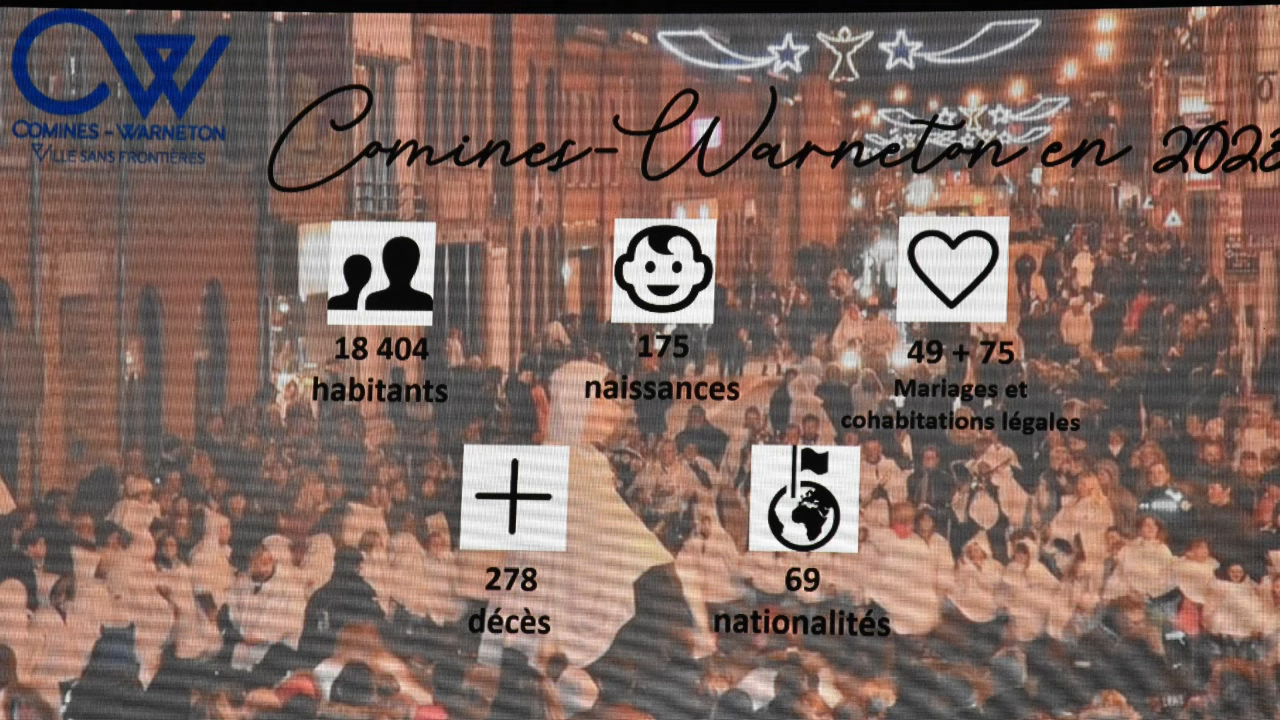 CW
COMINES - WARNETON
VILLE SANS FRONTIÈRES
Comines-Warneton en
18 404
habitants
175
naissances
49 + 75
Mariages et
cohabitations légales
278
décès
69
nationalités